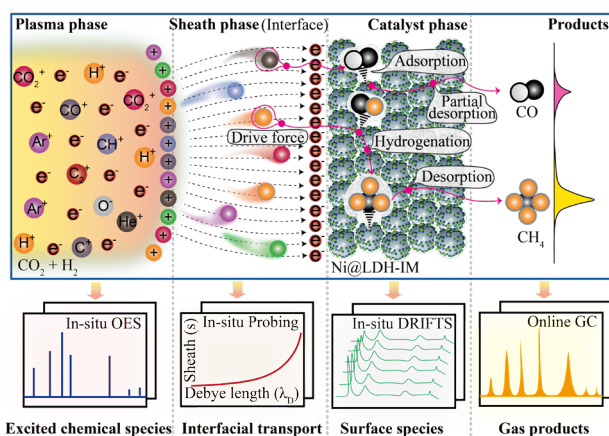 Plasma phase
Sheath phase (Interface)
Catalyst phase
Products
CO₂⁺
H⁺
e⁻
e⁻
CO⁺
e⁻
CO₂⁺
Ar⁺
e⁻
CH⁺
e⁻
H⁺
e⁻
C₂⁺
e⁻
Ar⁺
e⁻
O⁻
He⁺
H⁺
e⁻
C⁺
e⁻
CO₂ + H₂
Drive force
Adsorption
Partial
desorption
Hydrogenation
Desorption
Ni@LDH-IM
CO
CH₄
In-situ OES
In-situ Probing
Sheath (s)
Debye length (λD)
In-situ DRIFTS
Online GC
Excited chemical species
Interfacial transport
Surface species
Gas products